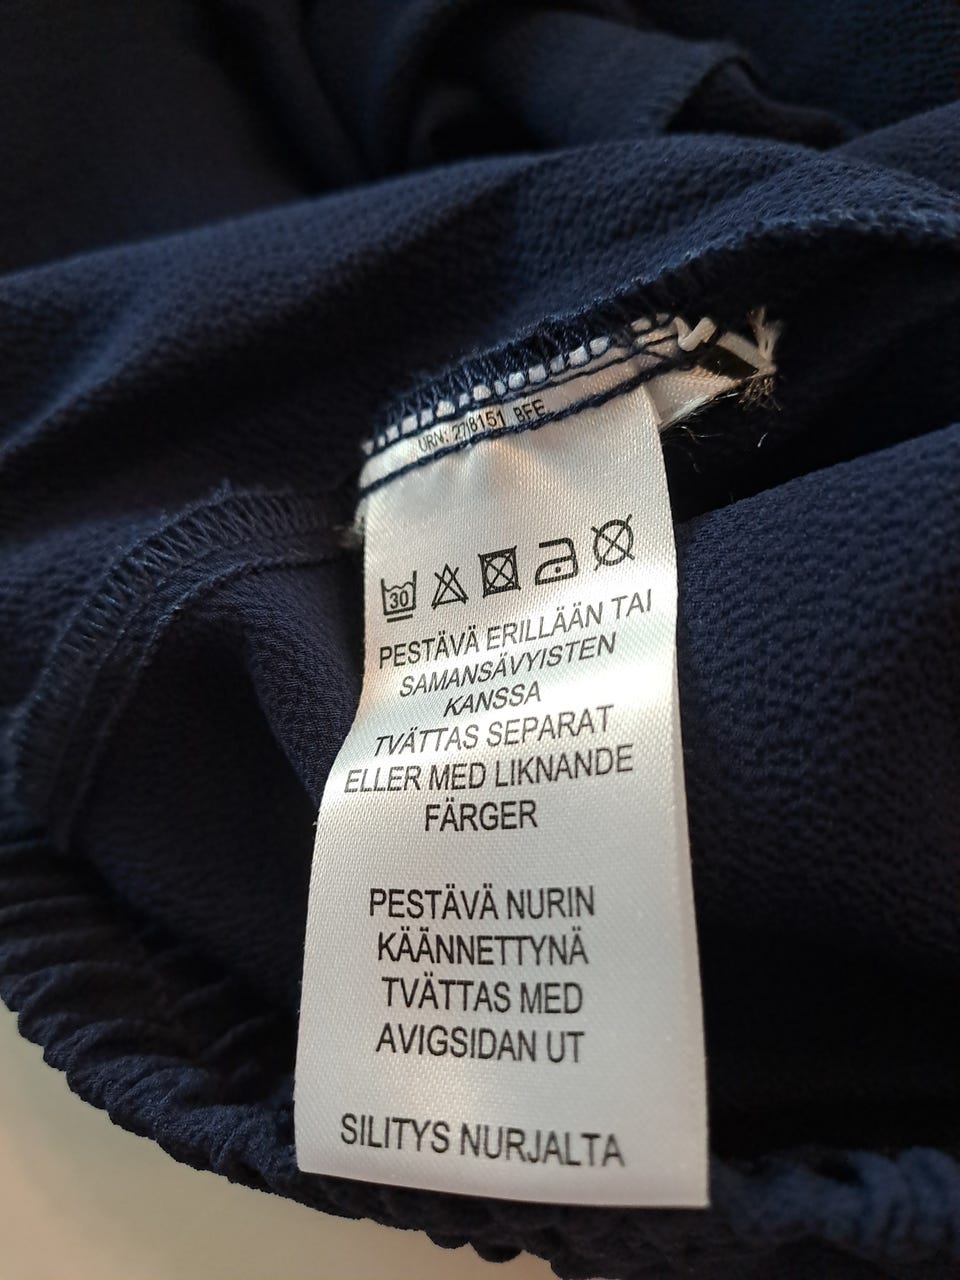 URN: 278151 BFE
30
PESTÄVÄ ERILLÄÄN TAI
SAMANSÄVYISTEN
KANSSA
TVÄTTAS SEPARAT
ELLER MED LIKNANDE
FÄRGER
PESTÄVÄ NURIN
KÄÄNNETTYNÄ
TVÄTTAS MED
AVIGSIDAN UT
SILITYS NURJALTA